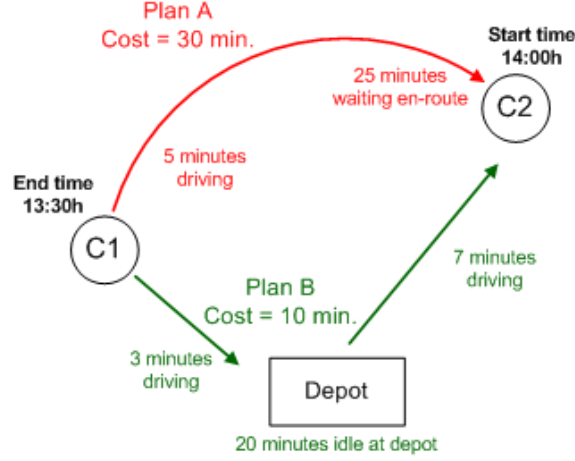 Plan A
Cost = 30 min.
Start time
14:00h
25 minutes
waiting en-route
C2
5 minutes
driving
End time
13:30h
C1
Plan B
Cost = 10 min.
7 minutes
driving
3 minutes
driving
Depot
20 minutes idle at depot